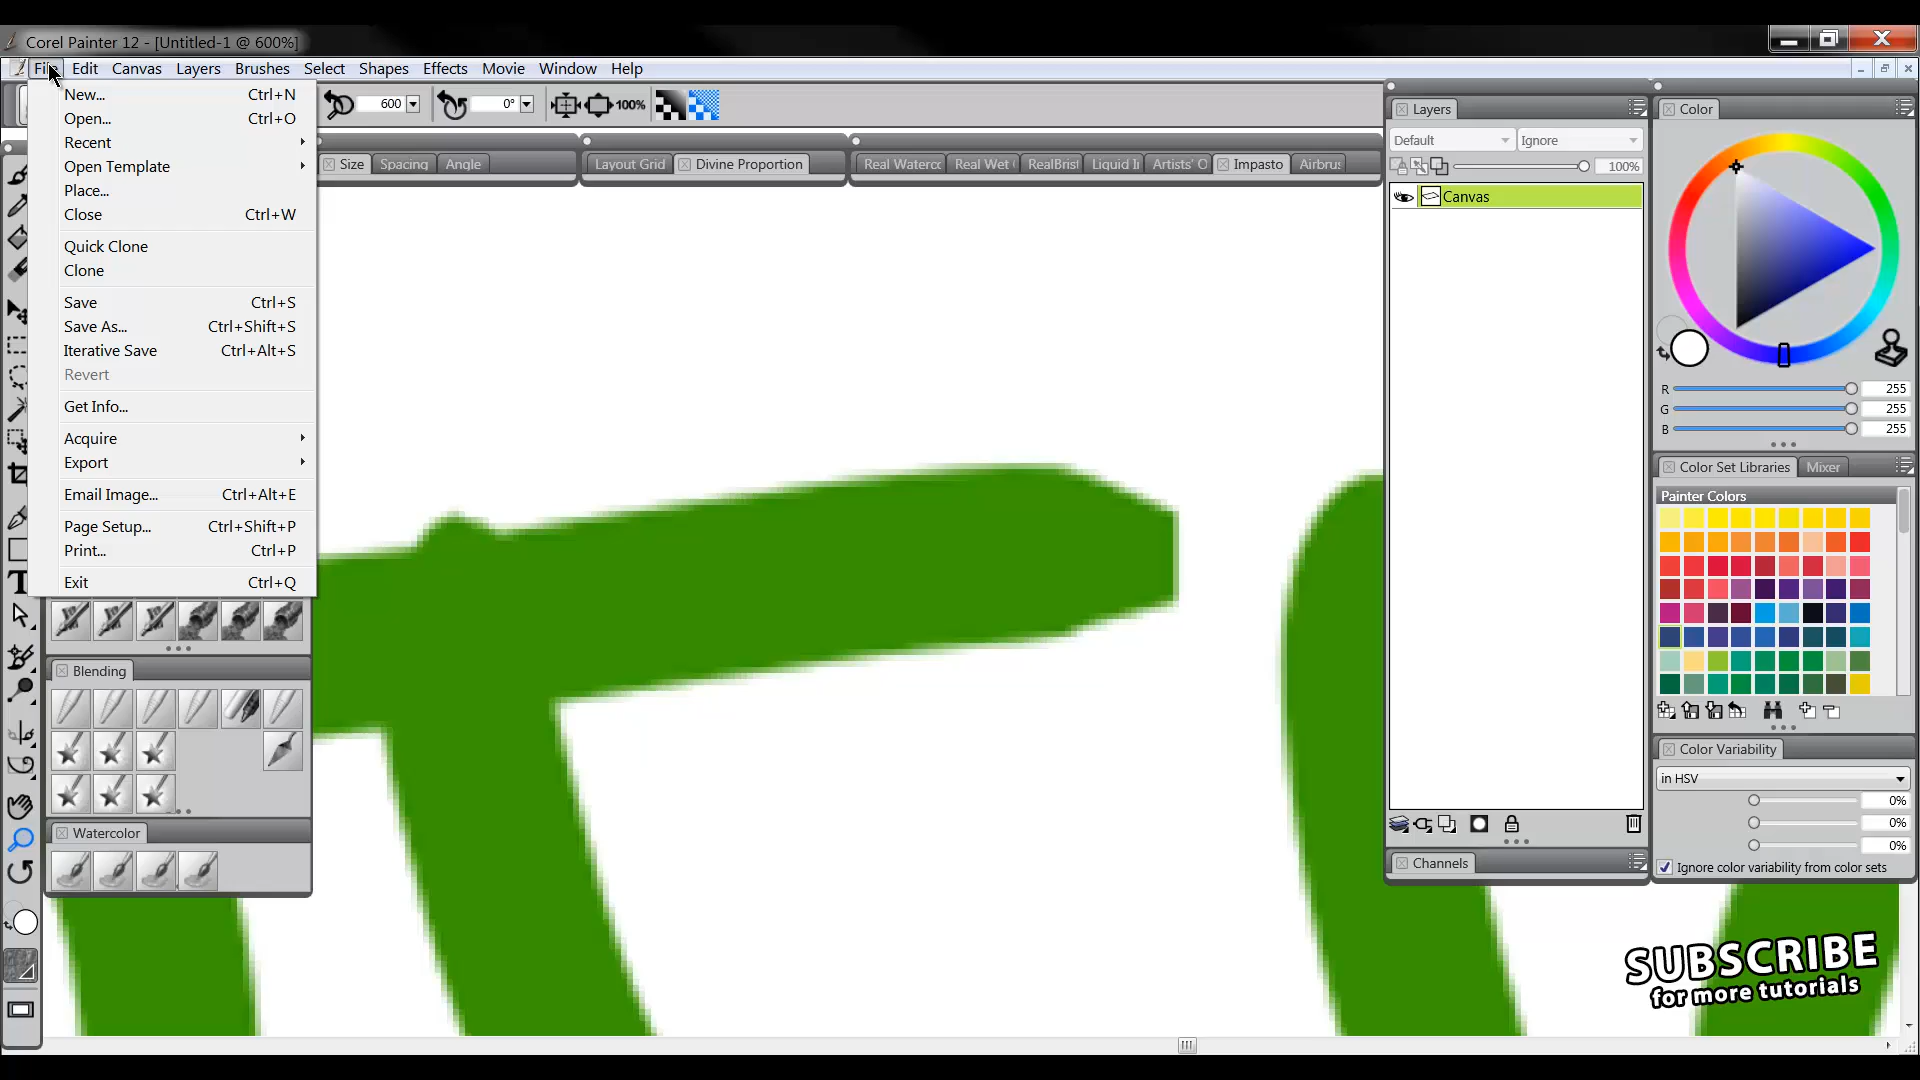 Corel Painter 12 - [Untitled-1 @ 600%]
Edit Canvas Layers Brushes Select Shapes Effects Movie Window Help
New... Ctrl+N
Open... Ctrl+O
Recent
Open Template
Place...
Close Ctrl+W
Quick Clone
Clone
Save Ctrl+S
Save As... Ctrl+Shift+S
Iterative Save Ctrl+Alt+S
Revert
Get Info...
Acquire
Export
Email Image... Ctrl+Alt+E
Page Setup... Ctrl+Shift+P
Print... Ctrl+P
Exit Ctrl+Q
600 0° 100%
Size Spacing Angle Layout Grid Divine Proportion Real Waterco Real Wet RealBrist Liquid I Artists' O Impasto Airbrus
Blending
Watercolor
Layers
Default Ignore
100%
Canvas
Channels
Color
R 255
G 255
B 255
Color Set Libraries Mixer
Painter Colors
Color Variability
in HSV
0%
0%
0%
Ignore color variability from color sets
T
SUBSCRIBE
for more tutorials